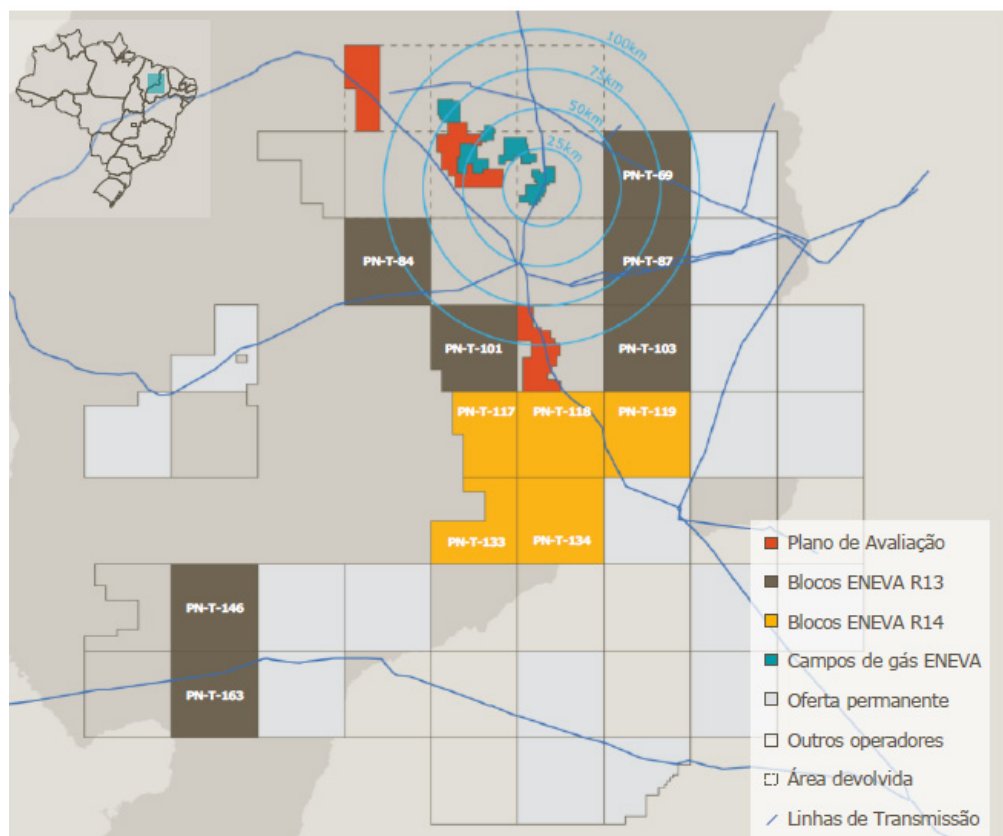 100km
75km
50km
25km
PN-T-69
PN-T-84
PN-T-87
PN-T-101
PN-T-103
PN-T-117
PN-T-118
PN-T-119
PN-T-133
PN-T-134
PN-T-146
PN-T-163
Plano de Avaliação
Blocos ENEVA R13
Blocos ENEVA R14
Campos de gás ENEVA
Oferta permanente
Outros operadores
Área devolvida
Linhas de Transmissão